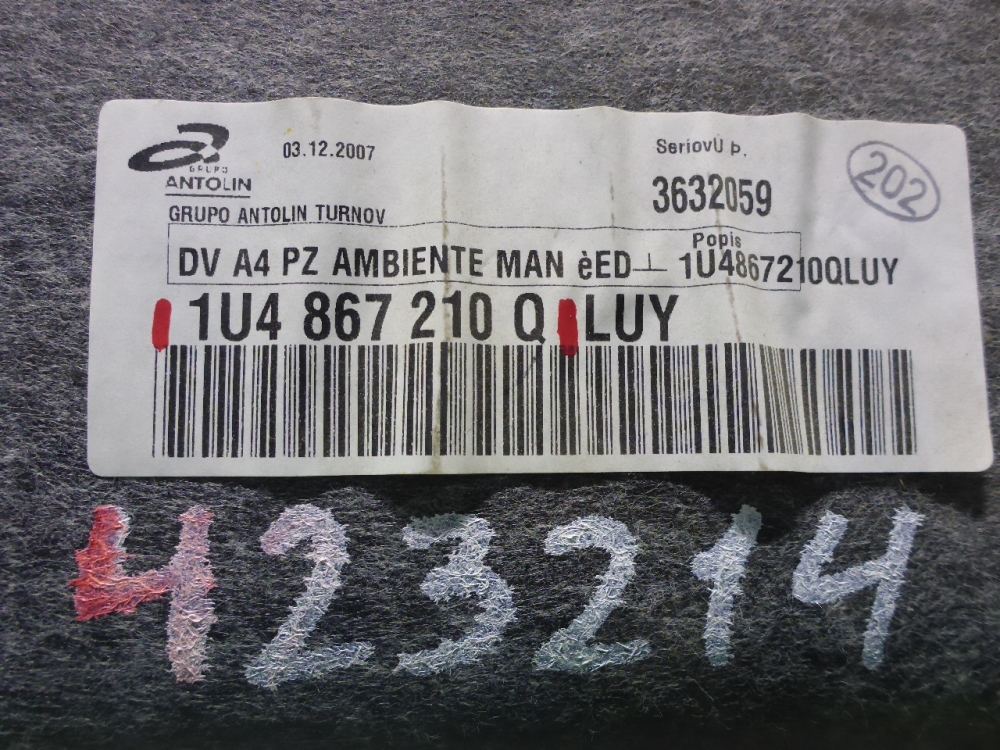 GRUPO
ANTOLIN
03.12.2007
SeriovÚ Þ.
3632059
202
GRUPO ANTOLIN TURNOV
Popis
DV A4 PZ AMBIENTE MAN èED⊥ 1U4867210QLUY
1U4 867 210 Q LUY
423214